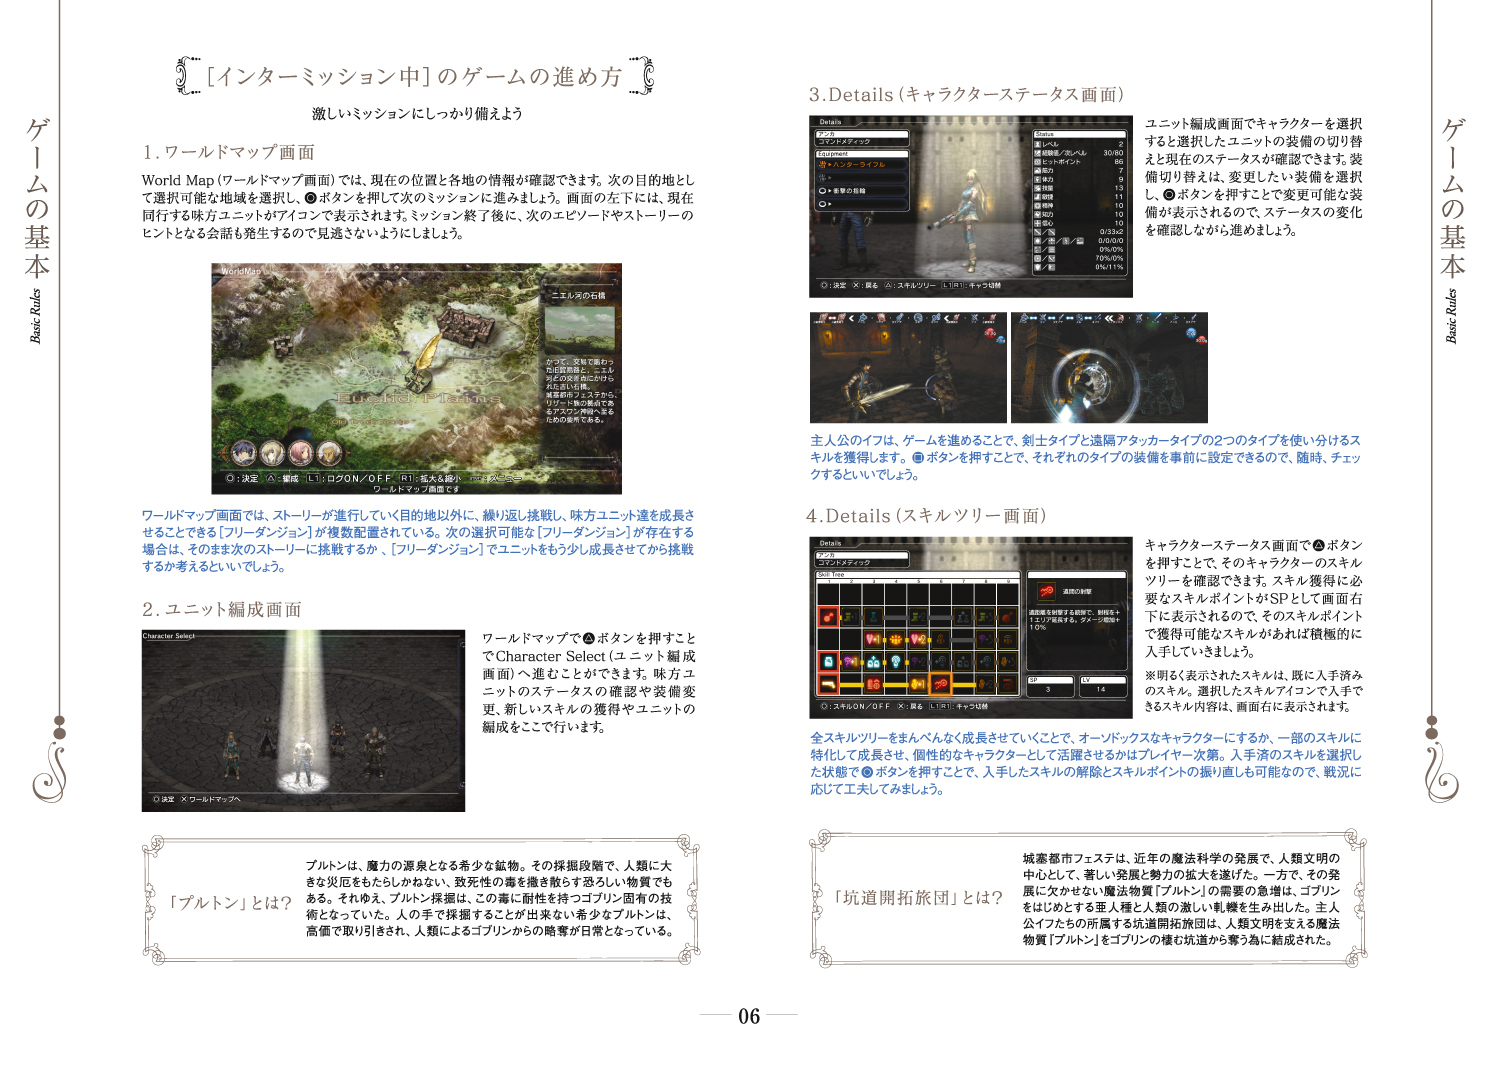 ゲームの基本
Basic Rules
[インターミッション中]のゲームの進め方
激しいミッションにしっかり備えよう
1.ワールドマップ画面
World Map(ワールドマップ画面)では、現在の位置と各地の情報が確認できます。次の目的地とし
て選択可能な地域を選択し、◎ボタンを押して次のミッションに進みましょう。画面の左下には、現在
同行する味方ユニットがアイコンで表示されます。ミッション終了後に、次のエピソードやストーリーの
ヒントとなる会話も発生するので見逃さないようにしましょう。
WorldMap
ニエル河の石橋
かつて、交易で賑わっ
Euclid Plains
○:決定 △:編成 L1:ログON/OFF R1:拡大&縮小
ワールドマップ画面です
ワールドマップ画面では、ストーリーが進行していく目的地以外に、繰り返し挑戦し、味方ユニット達を成長さ
せることできる[フリーダンジョン]が複数配置されている。次の選択可能な[フリーダンジョン]が存在する
場合は、そのまま次のストーリーに挑戦するか、[フリーダンジョン]でユニットをもう少し成長させてから挑戦
するか考えるといいでしょう。
2.ユニット編成画面
Character Select
○決定 ×ワールドマップへ
ワールドマップで△ボタンを押すこと
でCharacter Select(ユニット編成
画面)へ進むことができます。味方ユ
ニットのステータスの確認や装備変
更、新しいスキルの獲得やユニットの
編成をここで行います。
「プルトン」とは?
プルトンは、魔力の源泉となる希少な鉱物。その採掘段階で、人類に大
きな災厄をもたらしかねない、致死性の毒を撒き散らす恐ろしい物質でも
ある。それゆえ、プルトン採掘は、この毒に耐性を持つゴブリン固有の技
術となっていた。人の手で採掘することが出来ない希少なプルトンは、
高価で取り引きされ、人類によるゴブリンからの略奪が日常となっている。
3.Details(キャラクターステータス画面)
Details
アンカ
コマンドメディック
Equipment
ハンターライフル
衝撃の指輪
Status
レベル 2
経験値/次レベル 30/80
ヒットポイント 86
筋力 7
体力 9
技量 13
敏捷 11
精神 10
知力 10
信心 10
0/33x2
0/0/0/0
0%/0%
70%/0%
0%/11%
○:決定 ×:戻る △:スキルツリー L1R1:キャラ切替
ユニット編成画面でキャラクターを選択
すると選択したユニットの装備の切り替
えと現在のステータスが確認できます。装
備切り替えは、変更したい装備を選択
し、◎ボタンを押すことで変更可能な装
備が表示されるので、ステータスの変化
を確認しながら進めましょう。
主人公のイフは、ゲームを進めることで、剣士タイプと遠隔アタッカータイプの2つのタイプを使い分けるス
キルを獲得します。□ボタンを押すことで、それぞれのタイプの装備を事前に設定できるので、随時、チェッ
クするといいでしょう。
4.Details(スキルツリー画面)
Details
アンカ
コマンドメディック
Skill Tree
1 2 3 4 5 6 7 8 9
遠間の射撃
SP 3
LV 14
○:スキルON/OFF ×:戻る L1R1:キャラ切替
キャラクターステータス画面で△ボタン
を押すことで、そのキャラクターのスキル
ツリーを確認できます。スキル獲得に必
要なスキルポイントがSPとして画面右
下に表示されるので、そのスキルポイント
で獲得可能なスキルがあれば積極的に
入手していきましょう。
※明るく表示されたスキルは、既に入手済み
のスキル。選択したスキルアイコンで入手で
きるスキル内容は、画面右に表示されます。
全スキルツリーをまんべんなく成長させていくことで、オーソドックスなキャラクターにするか、一部のスキルに
特化して成長させ、個性的なキャラクターとして活躍させるかはプレイヤー次第。入手済のスキルを選択し
た状態で◎ボタンを押すことで、入手したスキルの解除とスキルポイントの振り直しも可能なので、戦況に
応じて工夫してみましょう。
「坑道開拓旅団」とは?
城塞都市フェステは、近年の魔法科学の発展で、人類文明の
中心として、著しい発展と勢力の拡大を遂げた。一方で、その発
展に欠かせない魔法物質「プルトン」の需要の急増は、ゴブリン
をはじめとする亜人種と人類の激しい軋轢を生み出した。主人
公イフたちの所属する坑道開拓旅団は、人類文明を支える魔法
物質「プルトン」をゴブリンの棲む坑道から奪う為に結成された。
ゲームの基本
Basic Rules
06